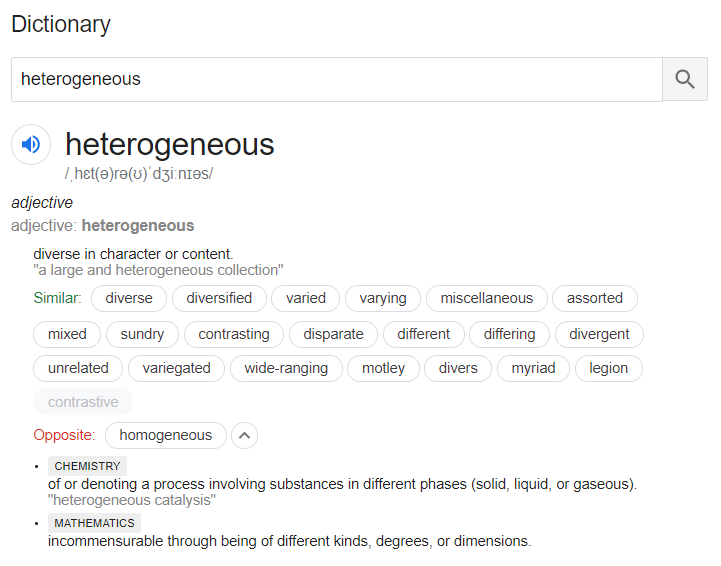 Dictionary
heterogeneous
heterogeneous
/ˌhɛt(ə)rə(ʊ)ˈdʒiːnɪəs/
adjective
adjective: heterogeneous
diverse in character or content.
"a large and heterogeneous collection"
Similar: diverse diversified varied varying miscellaneous assorted
mixed sundry contrasting disparate different differing divergent
unrelated variegated wide-ranging motley divers myriad legion
contrastive
Opposite: homogeneous
• CHEMISTRY
of or denoting a process involving substances in different phases (solid, liquid, or gaseous).
"heterogeneous catalysis"
• MATHEMATICS
incommensurable through being of different kinds, degrees, or dimensions.